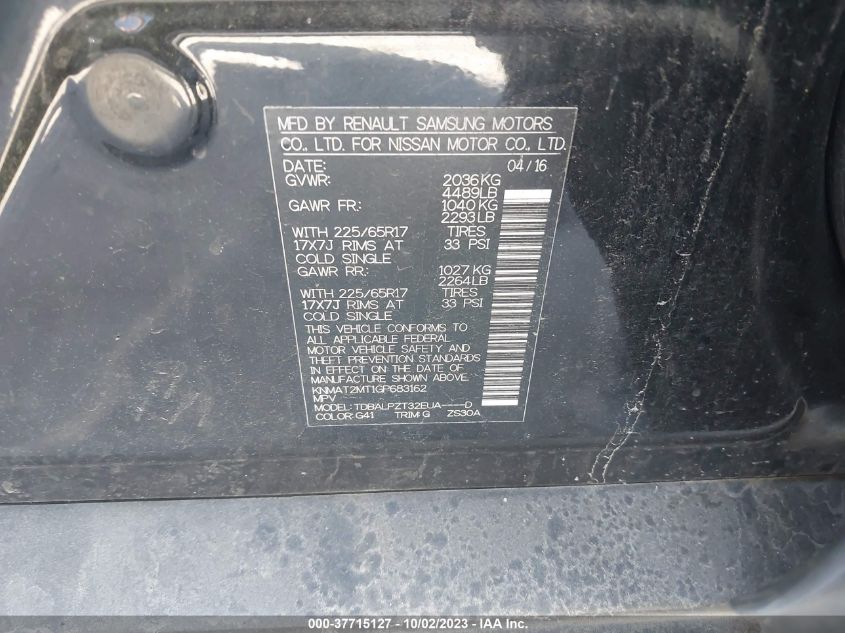 MFD BY RENAULT SAMSUNG MOTORS
CO., LTD. FOR NISSAN MOTOR CO., LTD.
DATE: 04/16
GVWR: 2036KG
4489LB
GAWR FR: 1040KG
2293LB
WITH 225/65R17 TIRES
17X7J RIMS AT 33 PSI
COLD SINGLE
GAWR RR: 1027KG
2264LB
WITH 225/65R17 TIRES
17X7J RIMS AT 33 PSI
COLD SINGLE
THIS VEHICLE CONFORMS TO
ALL APPLICABLE FEDERAL
MOTOR VEHICLE SAFETY AND
THEFT PREVENTION STANDARDS
IN EFFECT ON THE DATE OF
MANUFACTURE SHOWN ABOVE.
KNMAT2MT1GP683162
MPV
MODEL: TDBALPZT32EUA----D
COLOR: G41 TRIM: G ZS30A
000-37715127 - 10/02/2023 - IAA Inc.